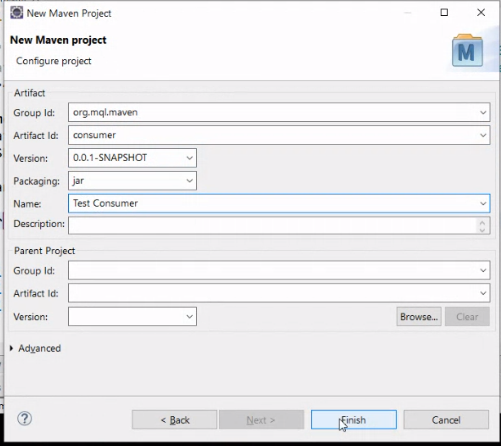 New Maven Project
New Maven project
Configure project
M
Artifact
Group Id: org.mql.maven
Artifact Id: consumer
Version: 0.0.1-SNAPSHOT
Packaging: jar
Name: Test Consumer
Description:
Parent Project
Group Id:
Artifact Id:
Version: Browse... Clear
Advanced
? < Back Next > Finish Cancel